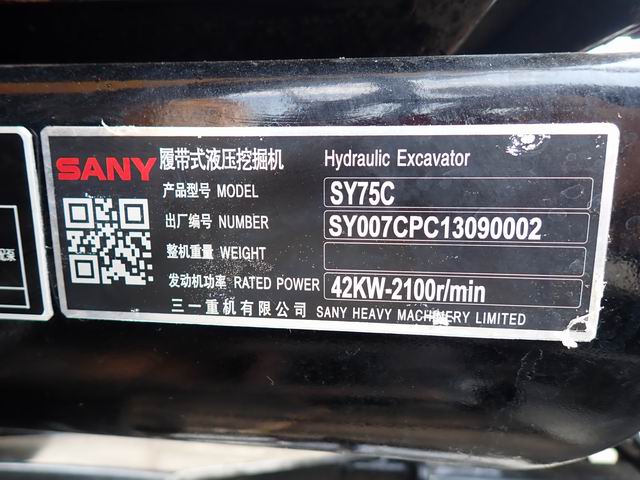 SANY 履带式液压挖掘机 Hydraulic Excavator
产品型号 MODEL SY75C
出厂编号 NUMBER SY007CPC13090002
整机重量 WEIGHT
发动机功率 RATED POWER 42KW-2100r/min
三一重机有限公司 SANY HEAVY MACHINERY LIMITED